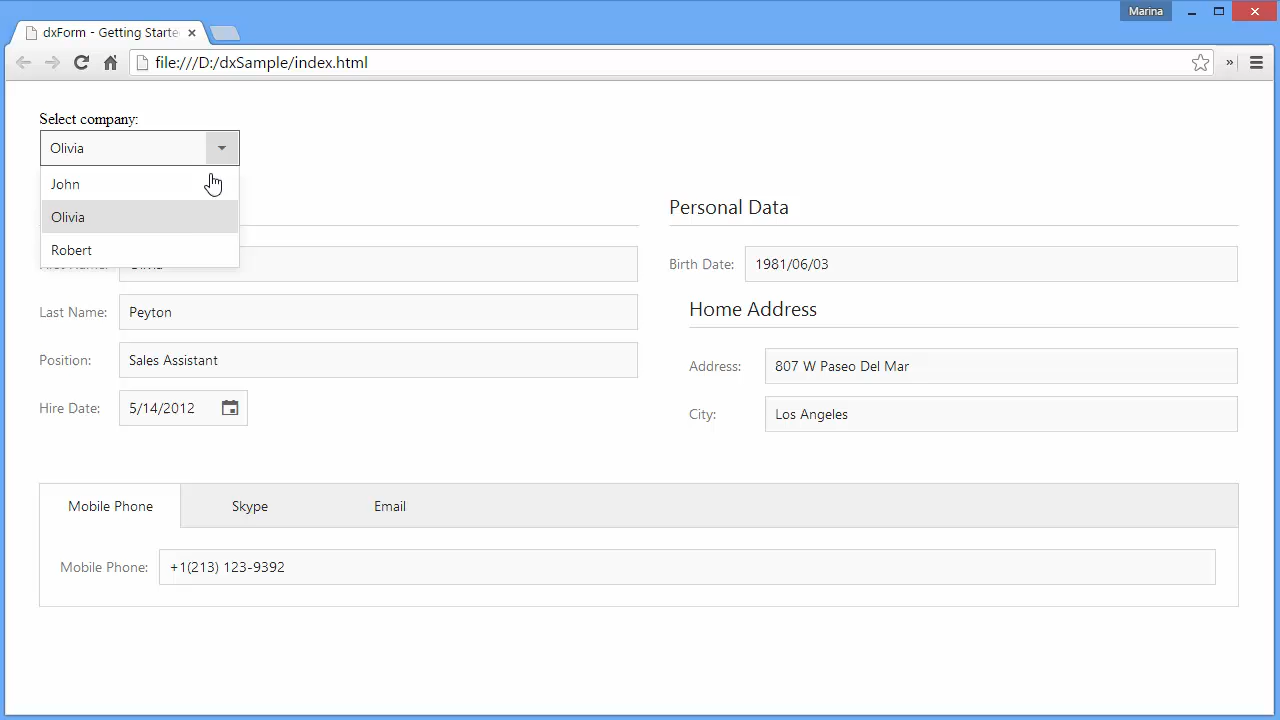 Marina
dxForm - Getting Starte
file:///D:/dxSample/index.html
Select company:
Olivia
John
Olivia
Robert
Personal Data
Birth Date: 1981/06/03
Last Name: Peyton
Home Address
Position: Sales Assistant
Address: 807 W Paseo Del Mar
Hire Date: 5/14/2012
City: Los Angeles
Mobile Phone Skype Email
Mobile Phone: +1(213) 123-9392